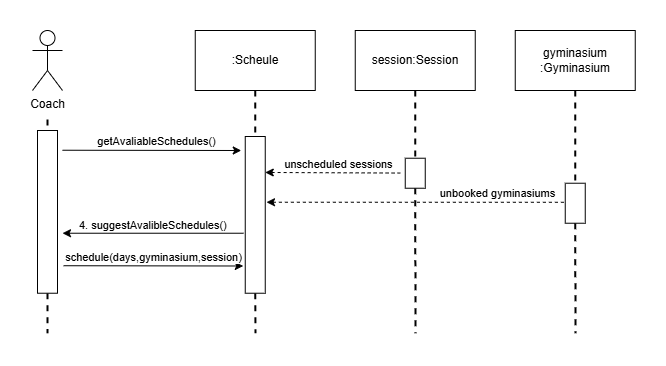 :Scheule
session:Session
gyminasium
:Gyminasium
Coach
getAvaliableSchedules()
unscheduled sessions
unbooked gyminasiums
4. suggestAvalibleSchedules()
schedule(days,gyminasium,session)